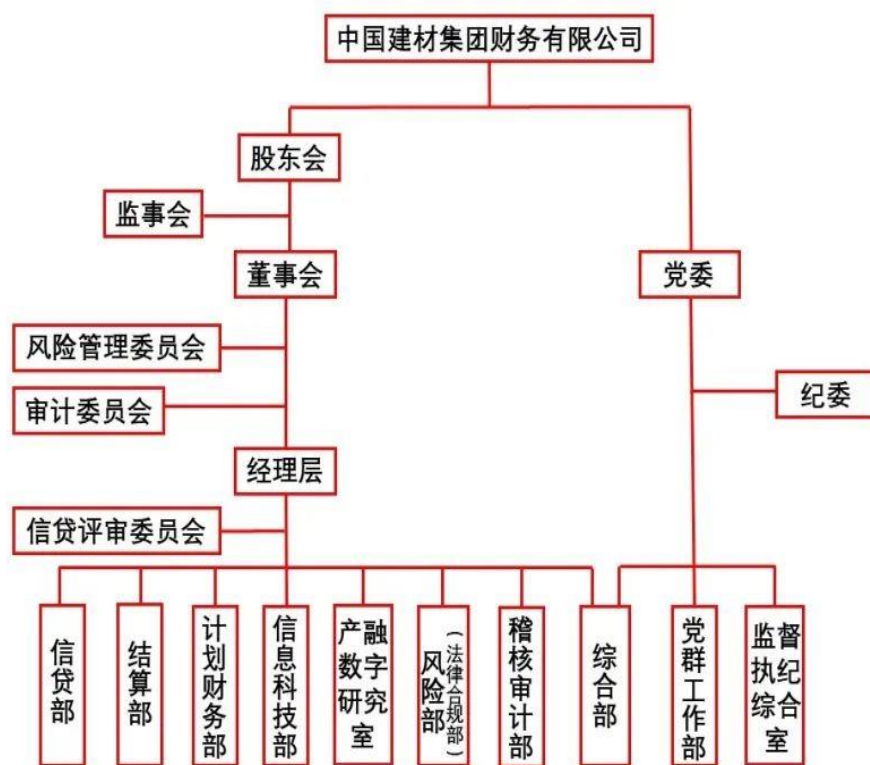 中国建材集团财务有限公司
股东会
监事会
董事会
党委
风险管理委员会
审计委员会
纪委
经理层
信贷评审委员会
信贷部
结算部
计划财务部
信息科技部
产融
数字
研究
室
风险部
(法律合规部)
稽核审计部
综合部
党群工作部
监督
执纪
综合
室